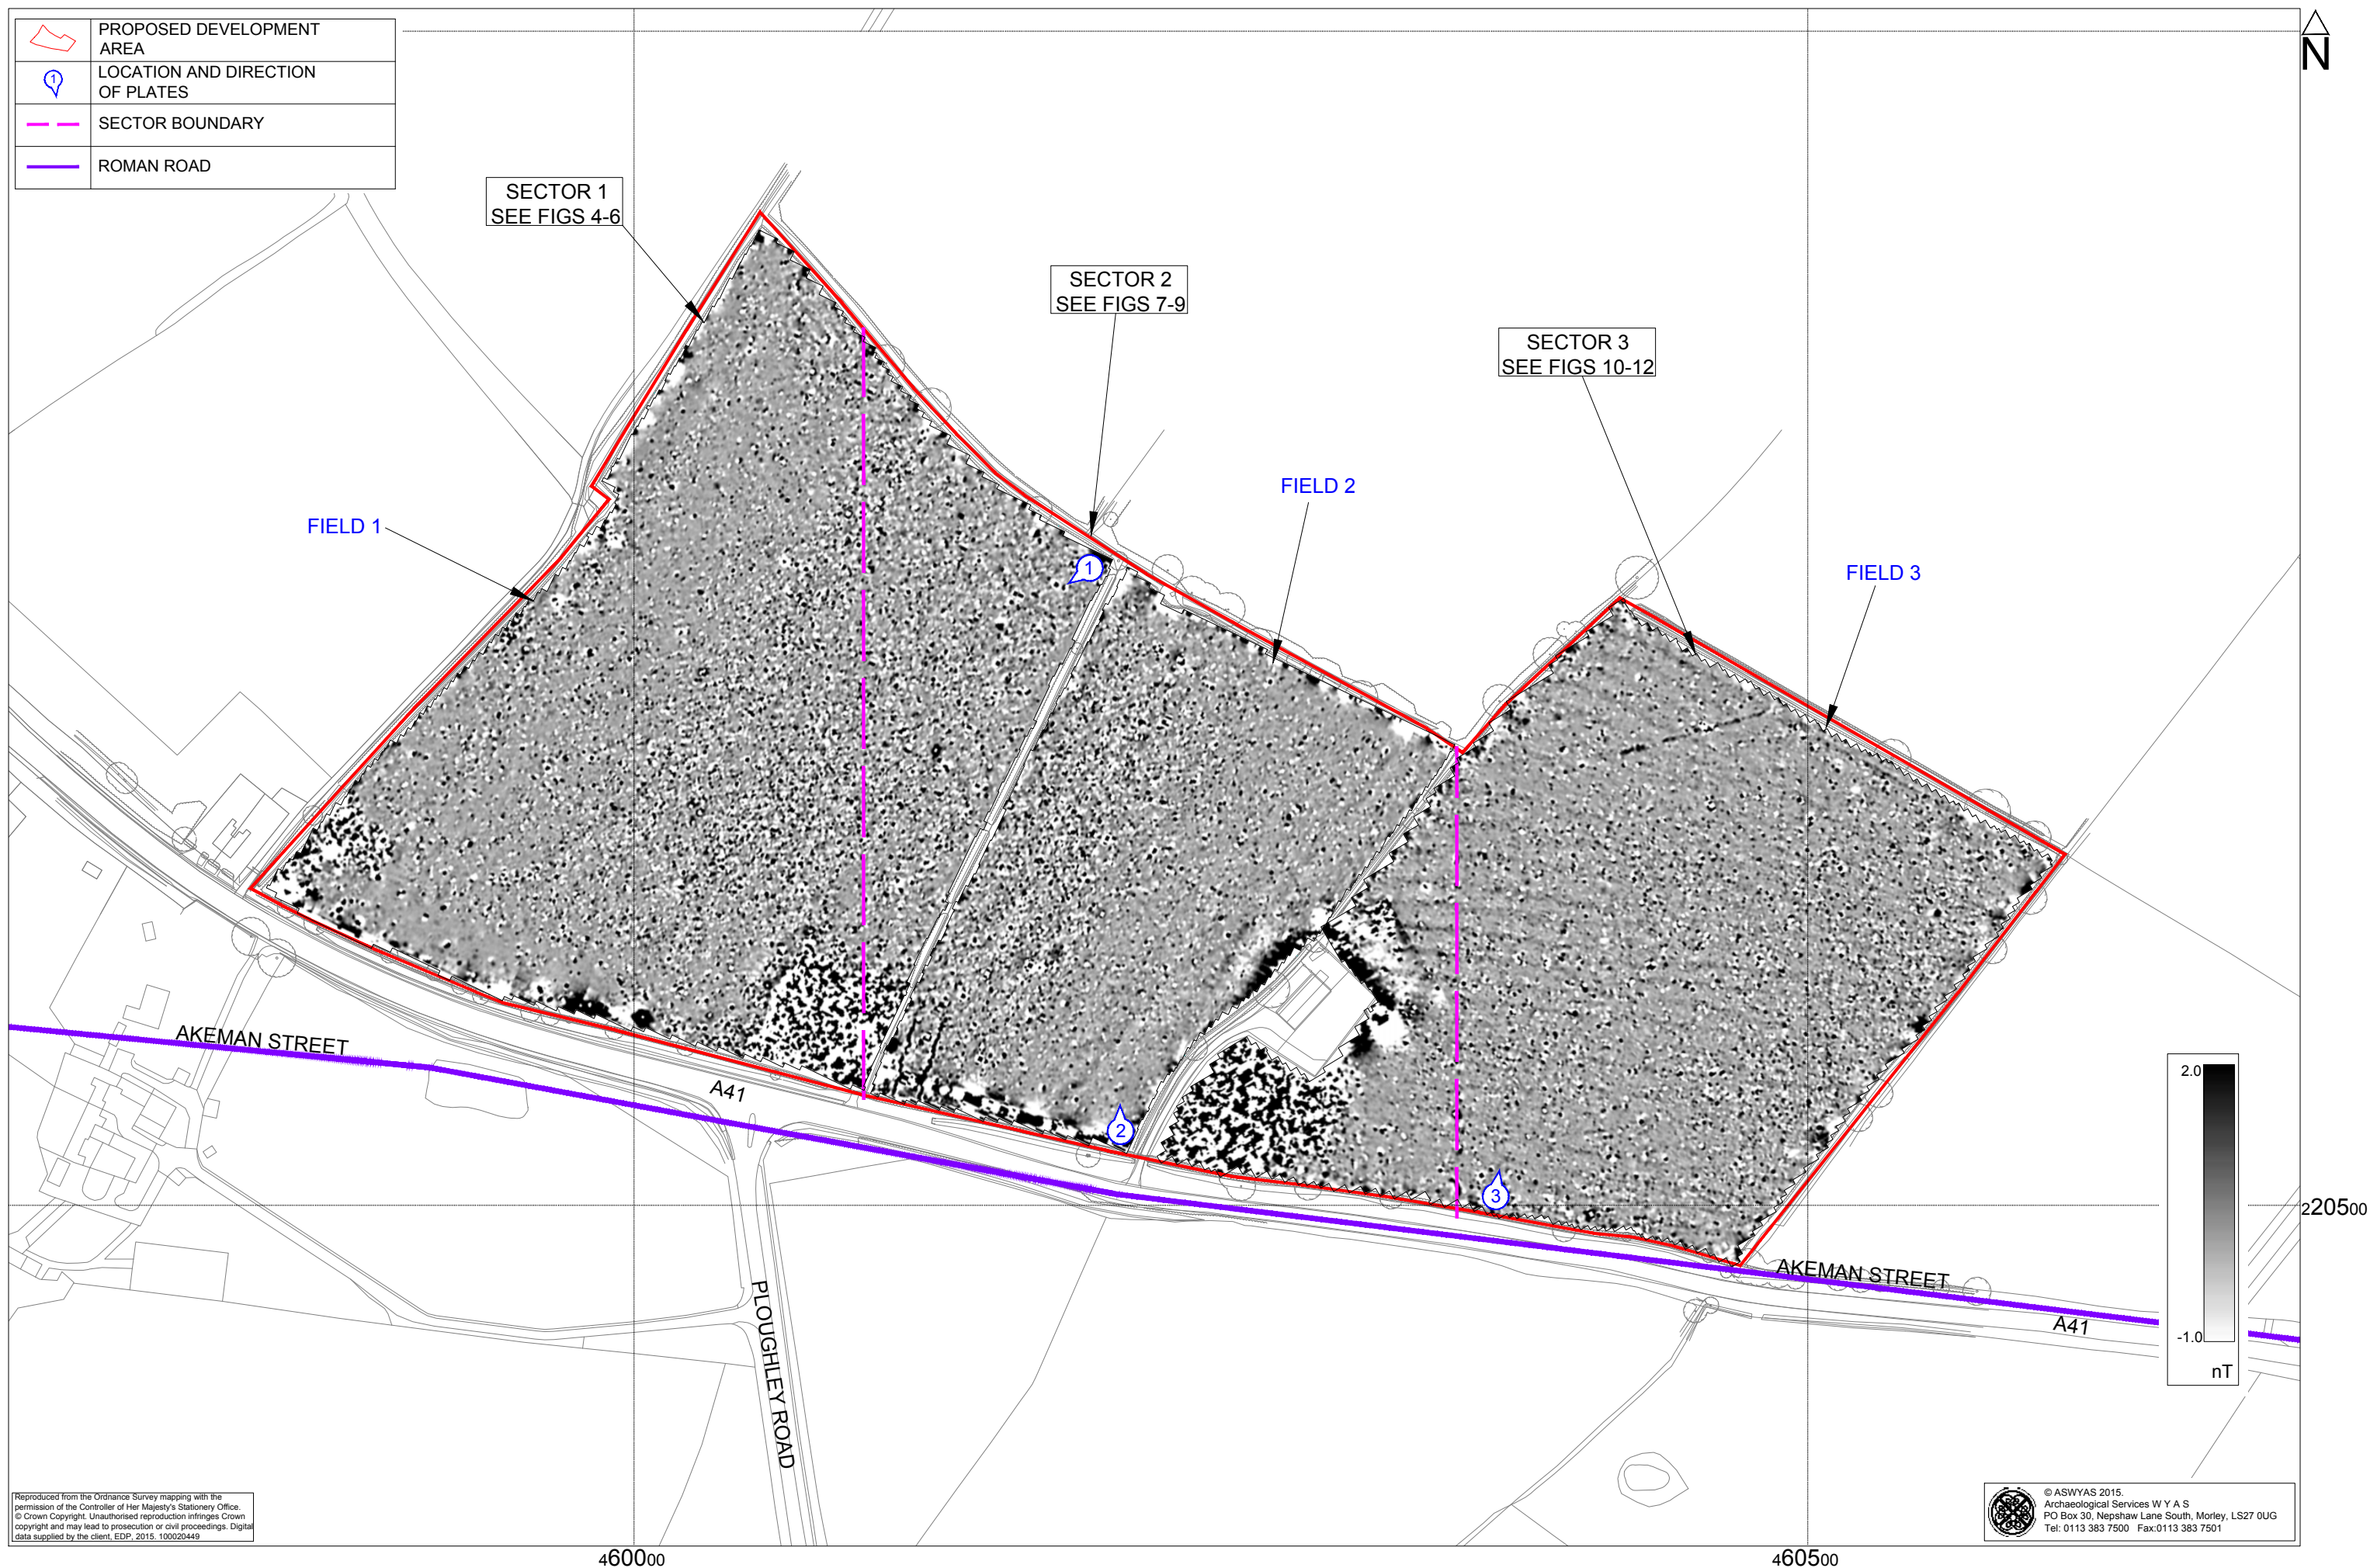 PROPOSED DEVELOPMENT
AREA
1
LOCATION AND DIRECTION
OF PLATES
SECTOR BOUNDARY
ROMAN ROAD
N
SECTOR 1
SEE FIGS 4-6
SECTOR 2
SEE FIGS 7-9
SECTOR 3
SEE FIGS 10-12
FIELD 1
FIELD 2
FIELD 3
1
2
3
AKEMAN STREET
A41
PLOUGHLEY ROAD
AKEMAN STREET
A41
2.0
-1.0
nT
220500
460000
460500
Reproduced from the Ordnance Survey mapping with the
permission of the Controller of Her Majesty's Stationery Office.
© Crown Copyright. Unauthorised reproduction infringes Crown
copyright and may lead to prosecution or civil proceedings. Digital
data supplied by the client, EDP, 2015. 100020449
© ASWYAS 2015.
Archaeological Services W Y A S
PO Box 30, Nepshaw Lane South, Morley, LS27 0UG
Tel: 0113 383 7500 Fax:0113 383 7501